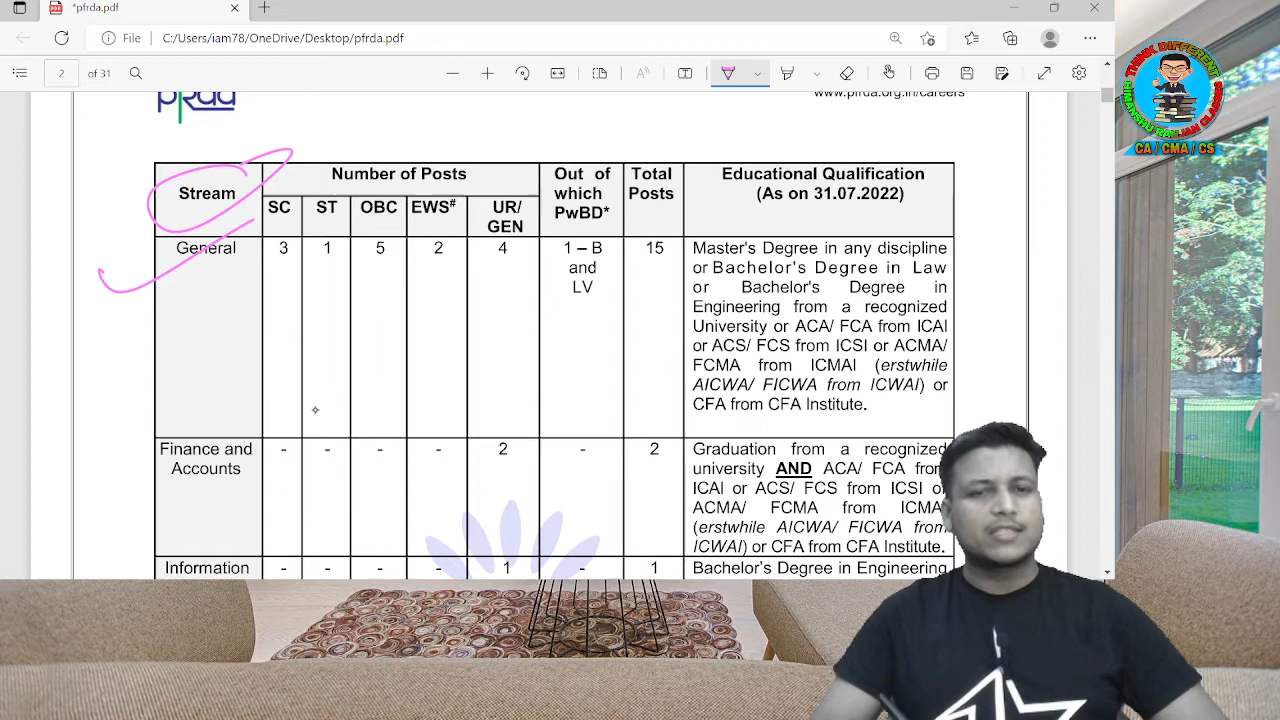 *pfrda.pdf
File
C:/Users/iam78/OneDrive/Desktop/pfrda.pdf
2
of 31
pfrda
www.pfrda.org.in/careers
Stream
Number of Posts
Out of
which
PwBD*
Total
Posts
Educational Qualification
(As on 31.07.2022)
SC
ST
OBC
EWS#
UR/
GEN
General
3
1
5
2
4
1 – B
and
LV
15
Master's Degree in any discipline
or Bachelor's Degree in Law
or Bachelor's Degree in
Engineering from a recognized
University or ACA/ FCA from ICAI
or ACS/ FCS from ICSI or ACMA/
FCMA from ICMAI (erstwhile
AICWA/ FICWA from ICWAI) or
CFA from CFA Institute.
Finance and
Accounts
-
-
-
-
2
-
2
Graduation from a recognized
university AND ACA/ FCA from
ICAI or ACS/ FCS from ICSI or
ACMA/ FCMA from ICMAI
(erstwhile AICWA/ FICWA from
ICWAI) or CFA from CFA Institute.
Information
-
-
-
-
1
-
1
Bachelor's Degree in Engineering
THINK DIFFERENT
HIMANSHU RANJAN CLASSES
CA / CMA / CS